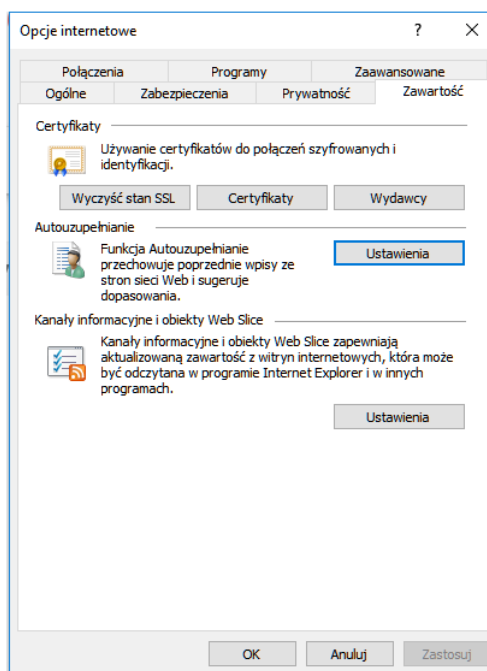 Opcje internetowe
?
Połączenia
Programy
Zaawansowane
Ogólne
Zabezpieczenia
Prywatność
Zawartość
Certyfikaty
Używanie certyfikatów do połączeń szyfrowanych i
identyfikacji.
Wyczyść stan SSL
Certyfikaty
Wydawcy
Autouzupełnianie
Funkcja Autouzupełnianie
przechowuje poprzednie wpisy ze
stron sieci Web i sugeruje
dopasowania.
Ustawienia
Kanały informacyjne i obiekty Web Slice
Kanały informacyjne i obiekty Web Slice zapewniają
aktualizowaną zawartość z witryn internetowych, która może
być odczytana w programie Internet Explorer i w innych
programach.
Ustawienia
OK
Anuluj
Zastosuj